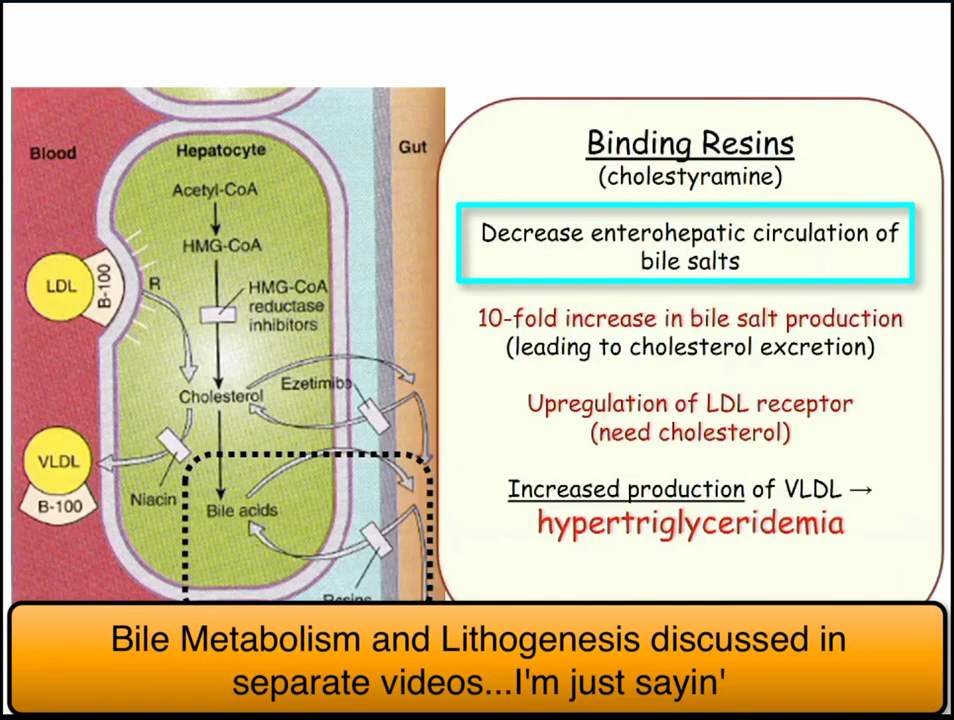 Blood
Hepatocyte
Gut
Acetyl-CoA
HMG-CoA
LDL
B-100
R
HMG-CoA
reductase
inhibitors
Ezetimibe
Cholesterol
VLDL
B-100
Niacin
Bile acids
Resins
Binding Resins
(cholestyramine)
Decrease enterohepatic circulation of
bile salts
10-fold increase in bile salt production
(leading to cholesterol excretion)
Upregulation of LDL receptor
(need cholesterol)
Increased production of VLDL →
hypertriglyceridemia
Bile Metabolism and Lithogenesis discussed in
separate videos...I'm just sayin'